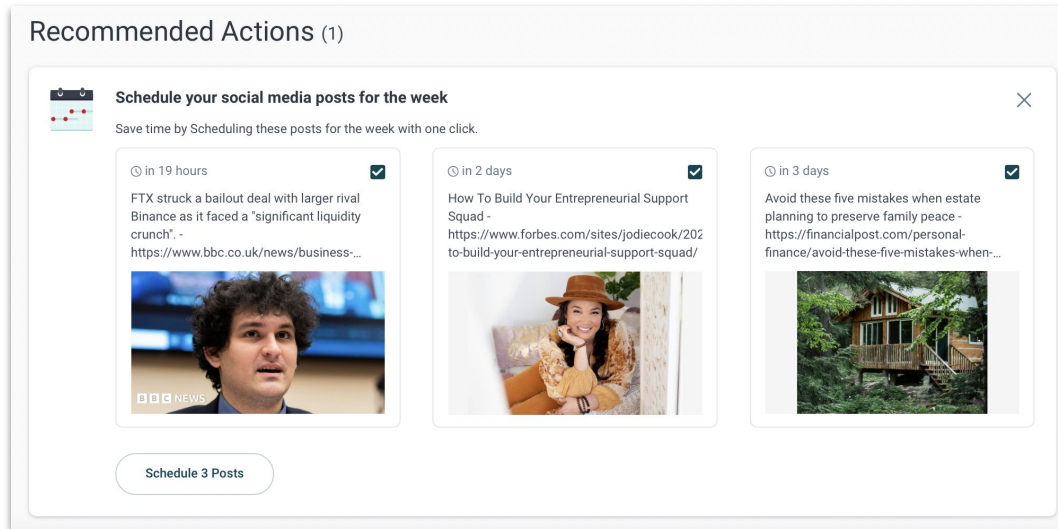 Recommended Actions (1)
Schedule your social media posts for the week
Save time by Scheduling these posts for the week with one click.
in 19 hours
FTX struck a bailout deal with larger rival
Binance as it faced a "significant liquidity
crunch". -
https://www.bbc.co.uk/news/business-...
BBC NEWS
in 2 days
How To Build Your Entrepreneurial Support
Squad -
https://www.forbes.com/sites/jodiecook/202
to-build-your-entrepreneurial-support-squad/
in 3 days
Avoid these five mistakes when estate
planning to preserve family peace -
https://financialpost.com/personal-
finance/avoid-these-five-mistakes-when-...
Schedule 3 Posts